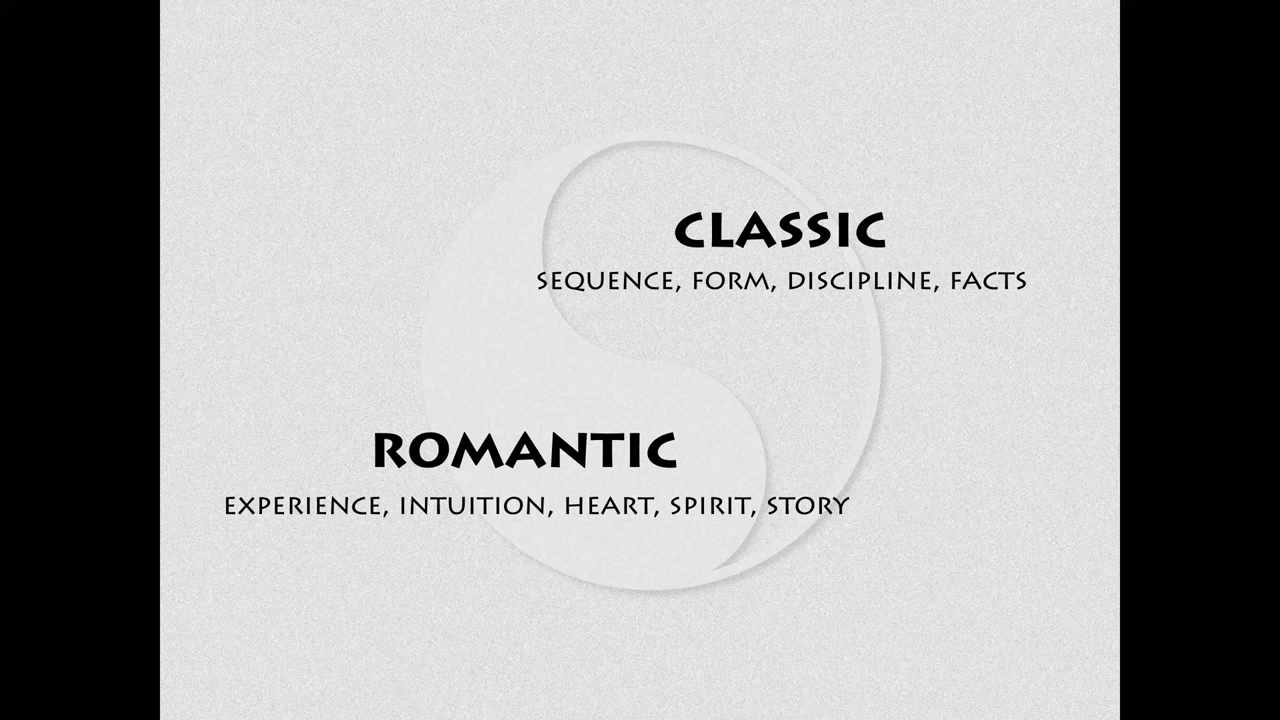 CLASSIC
SEQUENCE, FORM, DISCIPLINE, FACTS
ROMANTIC
EXPERIENCE, INTUITION, HEART, SPIRIT, STORY